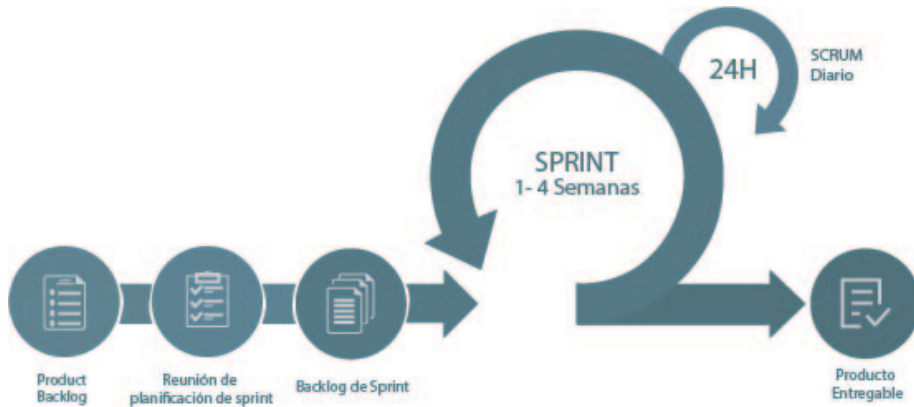 24H
SCRUM
Diario
SPRINT
1- 4 Semanas
Product
Backlog
Reunión de
planificación de sprint
Backlog de Sprint
Producto
Entregable